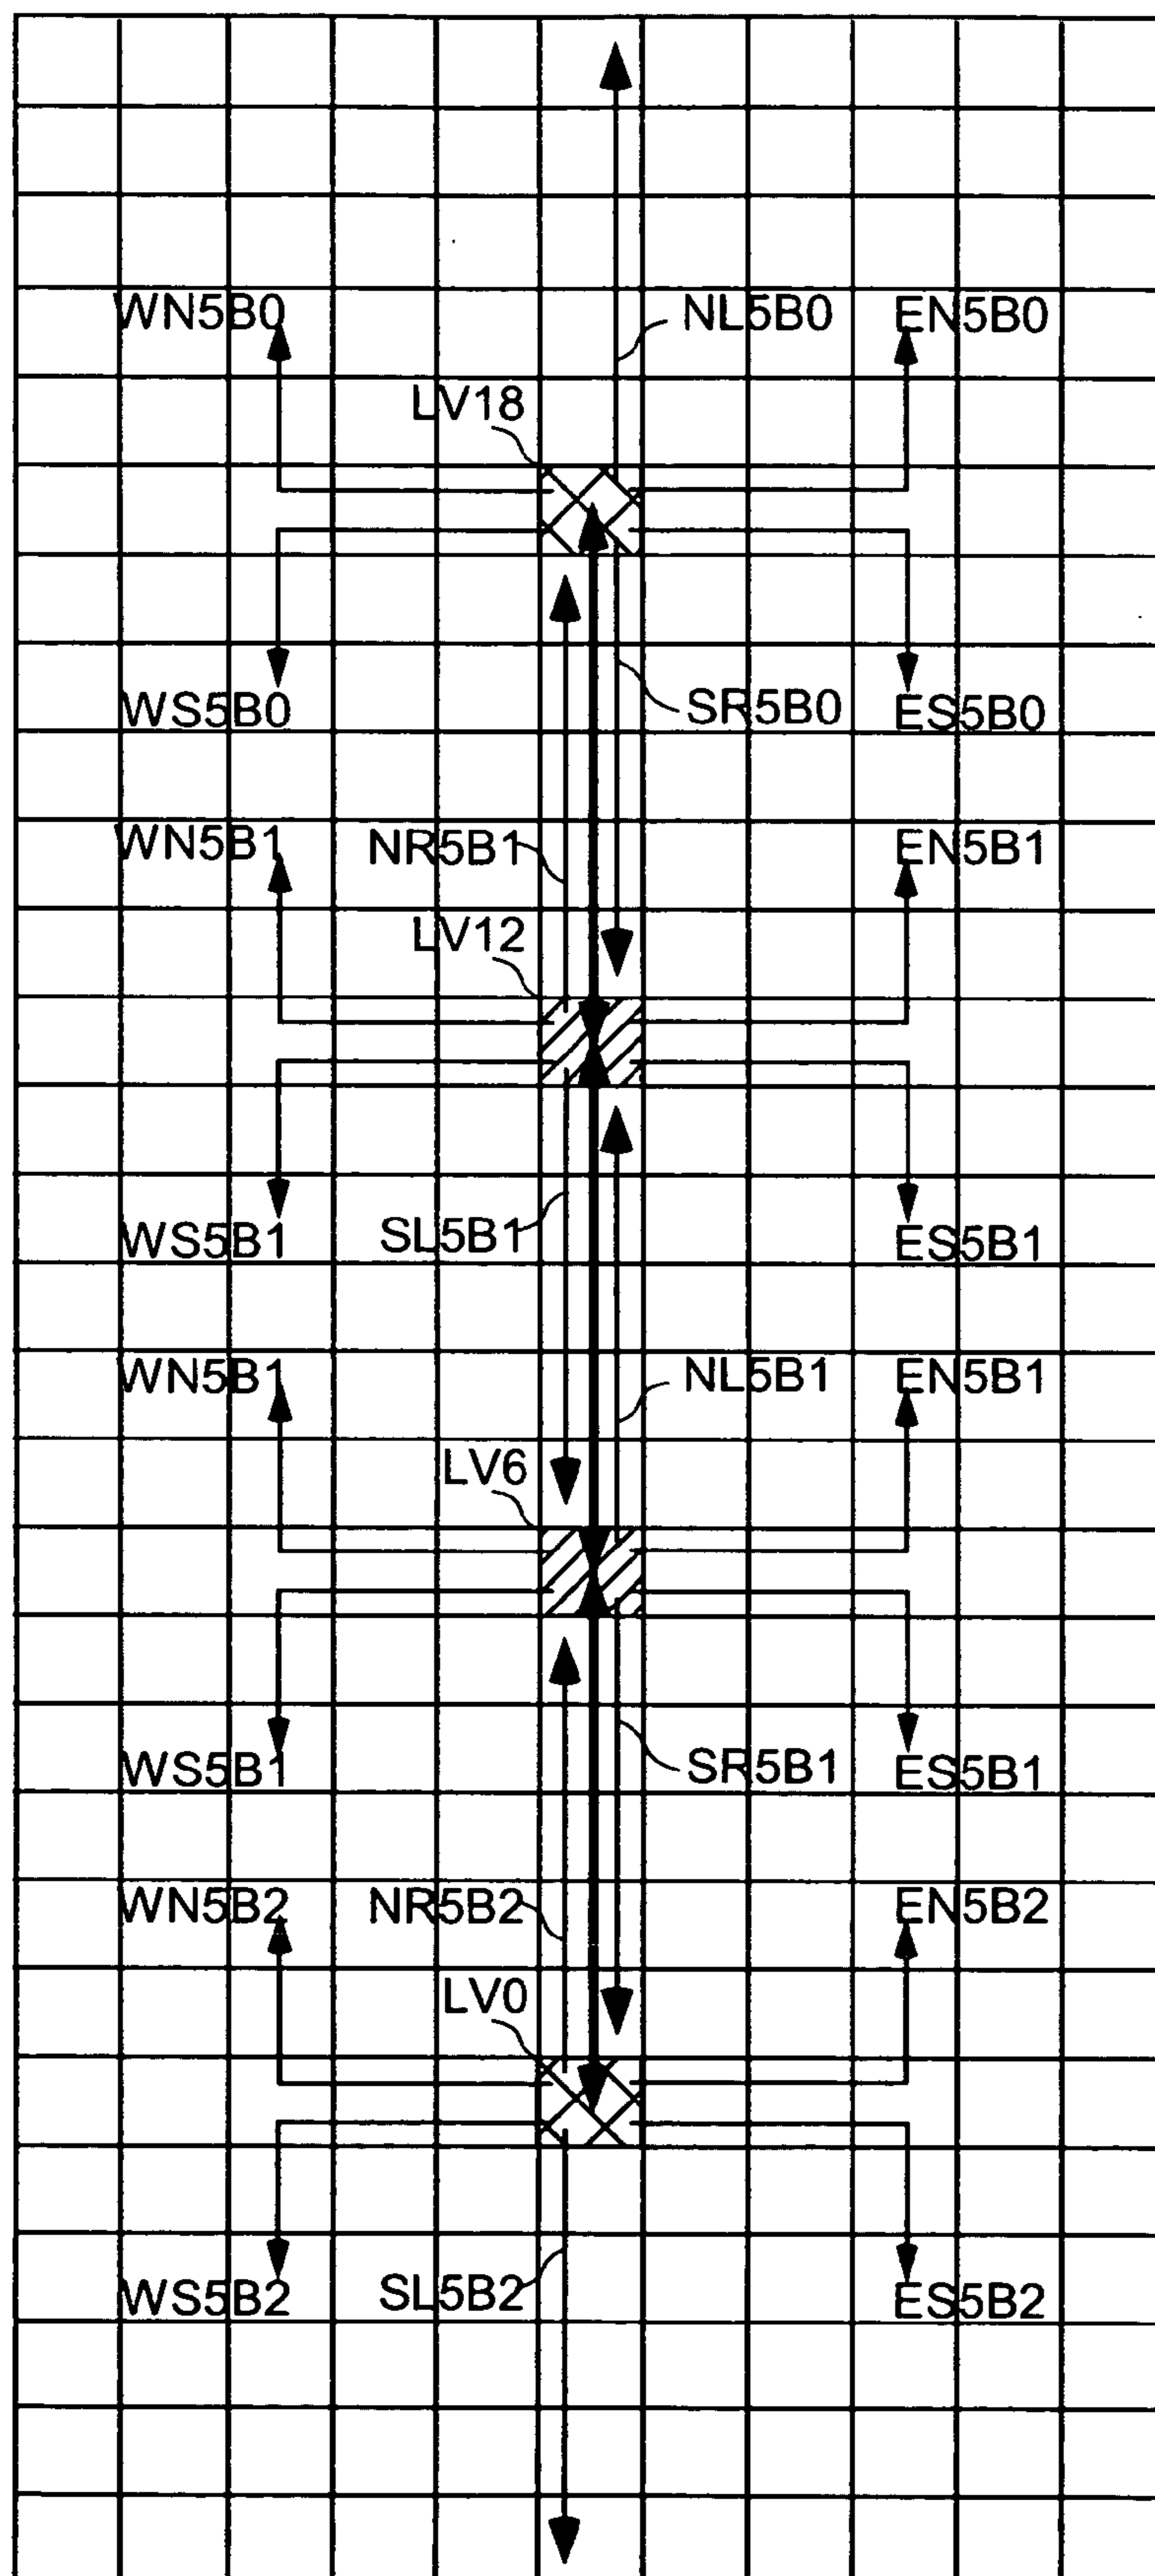 WN5B0 NL5B0 EN5B0
LV18
WS5B0 SR5B0 ES5B0
WN5B1 NR5B1 EN5B1
LV12
WS5B1 SL5B1 ES5B1
WN5B1 NL5B1 EN5B1
LV6
WS5B1 SR5B1 ES5B1
WN5B2 NR5B2 EN5B2
LV0
WS5B2 SL5B2 ES5B2